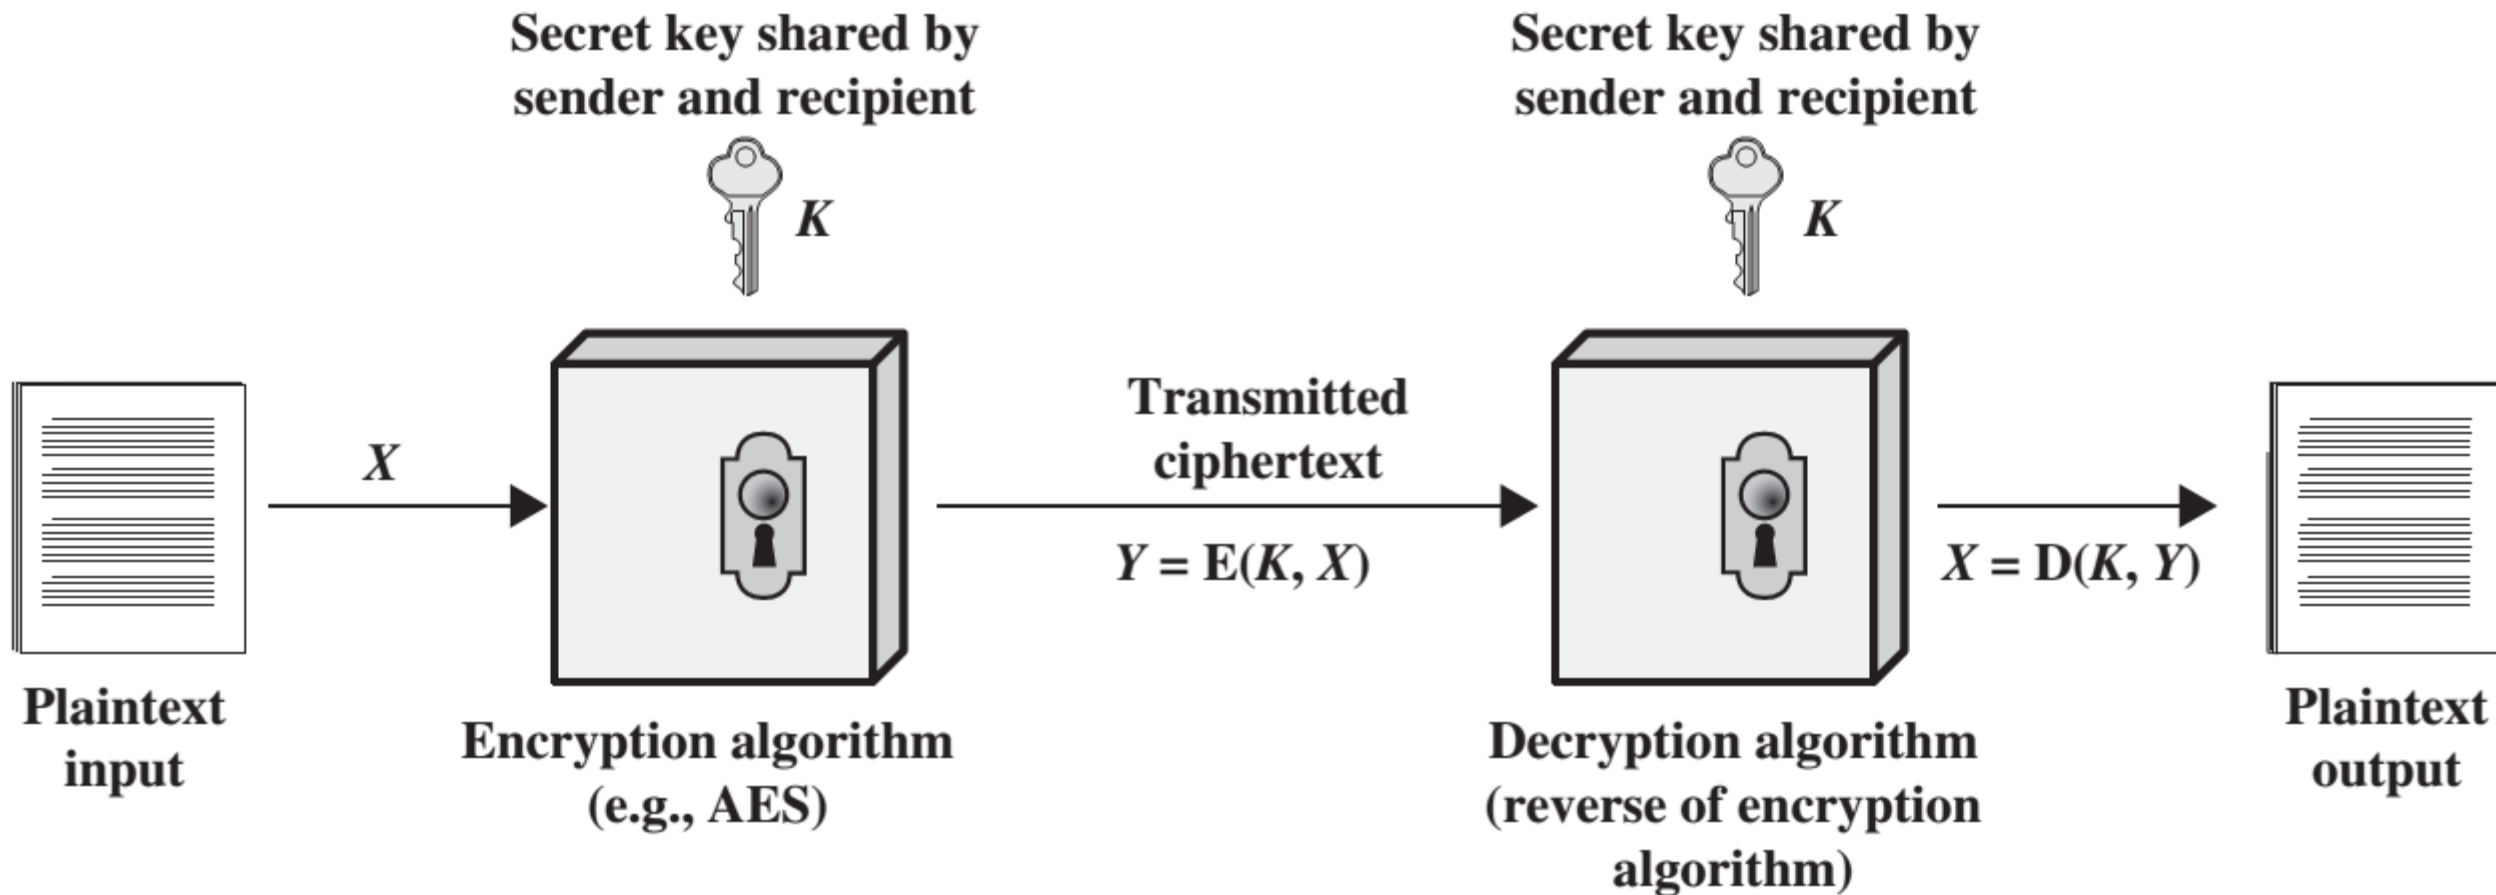 Secret key shared by
sender and recipient
K
Secret key shared by
sender and recipient
K
X
Transmitted
ciphertext
Y = E(K, X)
X = D(K, Y)
Plaintext
input
Encryption algorithm
(e.g., AES)
Decryption algorithm
(reverse of encryption
algorithm)
Plaintext
output